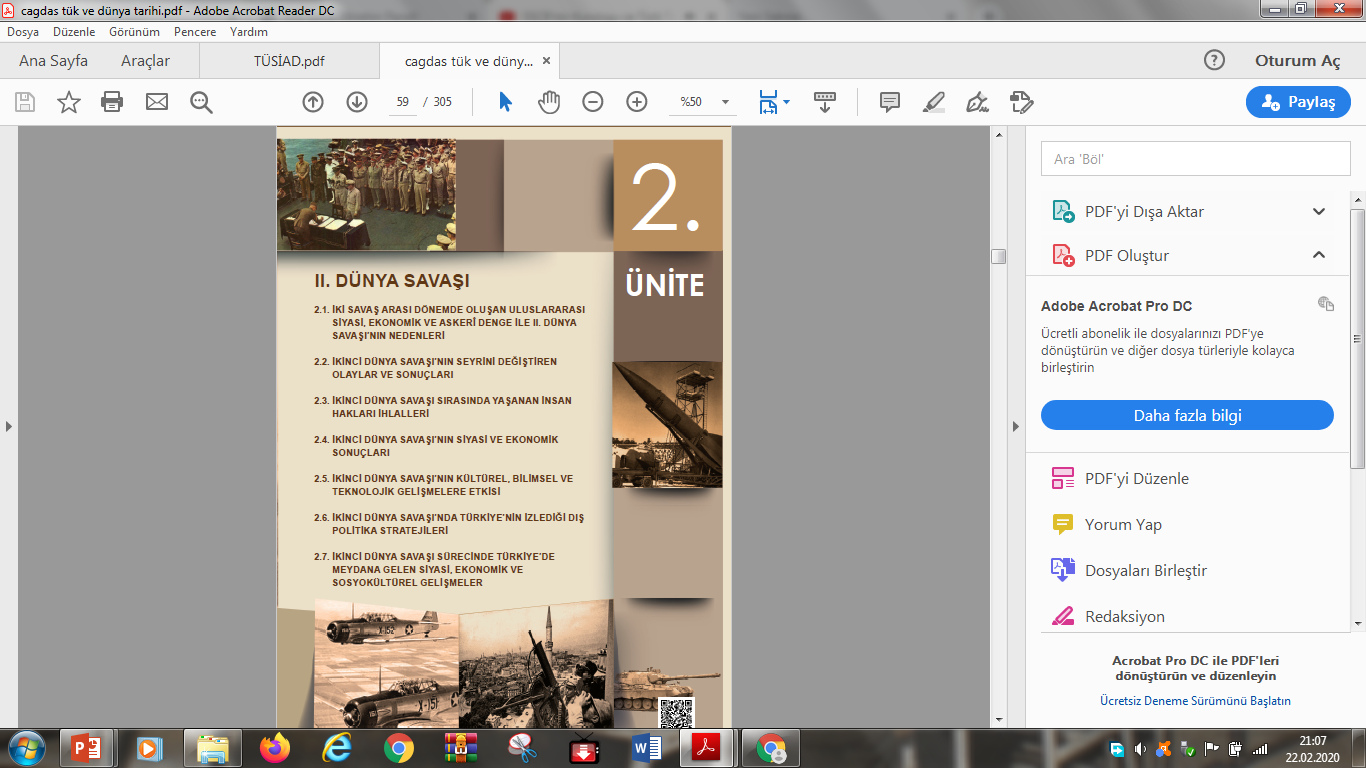 cagdas tük ve dünya tarihi.pdf - Adobe Acrobat Reader DC
Dosya Düzenle Görünüm Pencere Yardım
Ana Sayfa Araçlar TÜSİAD.pdf cagdas tük ve düny... × Oturum Aç
59 / 305 %50 Paylaş
Ara 'Böl'
PDF'yi Dışa Aktar
PDF Oluştur
Adobe Acrobat Pro DC
Ücretli abonelik ile dosyalarınızı PDF'ye
dönüştürün ve diğer dosya türleriyle kolayca
birleştirin
Daha fazla bilgi
PDF'yi Düzenle
Yorum Yap
Dosyaları Birleştir
Redaksiyon
Acrobat Pro DC ile PDF'leri
dönüştürün ve düzenleyin
Ücretsiz Deneme Sürümünü Başlatın
2.
ÜNİTE
II. DÜNYA SAVAŞI
2.1. İKİ SAVAŞ ARASI DÖNEMDE OLUŞAN ULUSLARARASI
SİYASİ, EKONOMİK VE ASKERÎ DENGE İLE II. DÜNYA
SAVAŞI'NIN NEDENLERİ
2.2. İKİNCİ DÜNYA SAVAŞI'NIN SEYRİNİ DEĞİŞTİREN
OLAYLAR VE SONUÇLARI
2.3. İKİNCİ DÜNYA SAVAŞI SIRASINDA YAŞANAN İNSAN
HAKLARI İHLALLERİ
2.4. İKİNCİ DÜNYA SAVAŞI'NIN SİYASİ VE EKONOMİK
SONUÇLARI
2.5. İKİNCİ DÜNYA SAVAŞI'NIN KÜLTÜREL, BİLİMSEL VE
TEKNOLOJİK GELİŞMELERE ETKİSİ
2.6. İKİNCİ DÜNYA SAVAŞI'NDA TÜRKİYE'NİN İZLEDİĞİ DIŞ
POLİTİKA STRATEJİLERİ
2.7. İKİNCİ DÜNYA SAVAŞI SÜRECİNDE TÜRKİYE'DE
MEYDANA GELEN SİYASİ, EKONOMİK VE
SOSYOKÜLTÜREL GELİŞMELER
X-152
X-151
21:07
22.02.2020